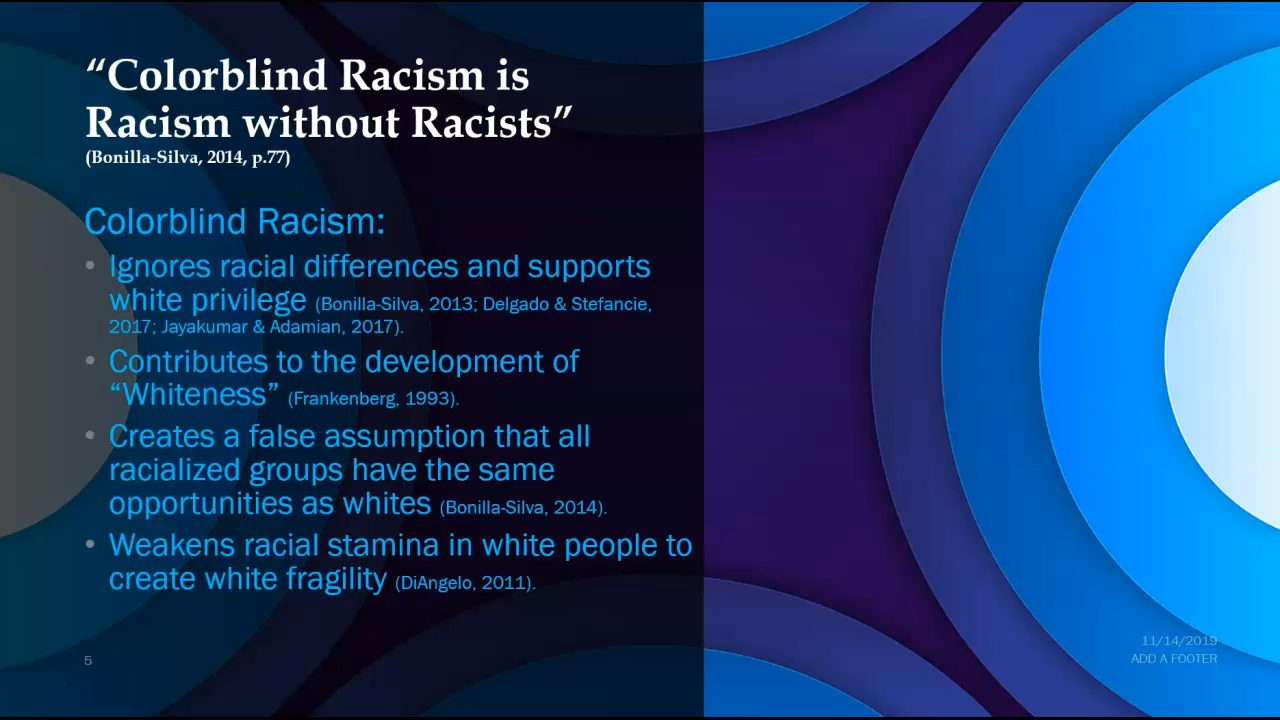 “Colorblind Racism is
Racism without Racists”
(Bonilla-Silva, 2014, p.77)
Colorblind Racism:
• Ignores racial differences and supports
white privilege (Bonilla-Silva, 2013; Delgado & Stefancie,
2017; Jayakumar & Adamian, 2017).
• Contributes to the development of
“Whiteness” (Frankenberg, 1993).
• Creates a false assumption that all
racialized groups have the same
opportunities as whites (Bonilla-Silva, 2014).
• Weakens racial stamina in white people to
create white fragility (DiAngelo, 2011).
11/14/2019
5
ADD A FOOTER